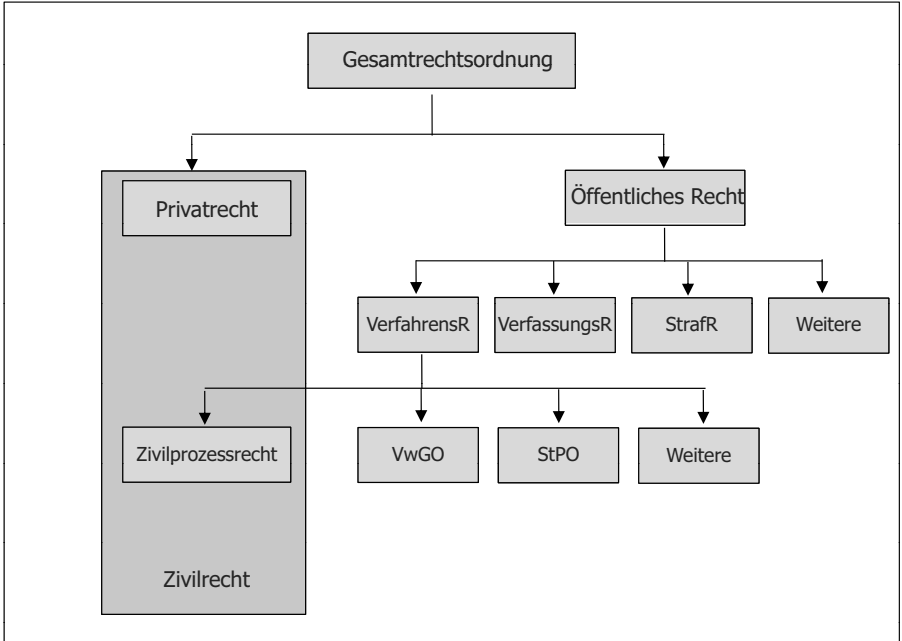 Gesamtrechtsordnung
Privatrecht
Öffentliches Recht
VerfahrensR
VerfassungsR
StrafR
Weitere
Zivilprozessrecht
VwGO
StPO
Weitere
Zivilrecht